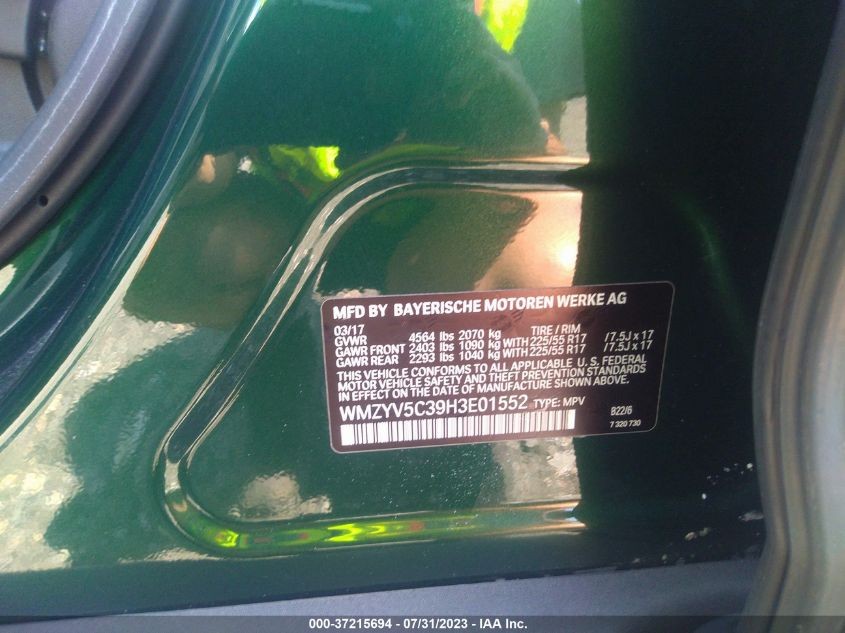 MFD BY BAYERISCHE MOTOREN WERKE AG
03/17 TIRE / RIM
GVWR 4564 lbs 2070 kg
GAWR FRONT 2403 lbs 1090 kg WITH 225/55 R17 /7.5J x 17
GAWR REAR 2293 lbs 1040 kg WITH 225/55 R17 /7.5J x 17
THIS VEHICLE CONFORMS TO ALL APPLICABLE U.S. FEDERAL
MOTOR VEHICLE SAFETY AND THEFT PREVENTION STANDARDS
IN EFFECT ON THE DATE OF MANUFACTURE SHOWN ABOVE.
WMZYV5C39H3E01552 TYPE: MPV B22/6
7 320 730
000-37215694 - 07/31/2023 - IAA Inc.